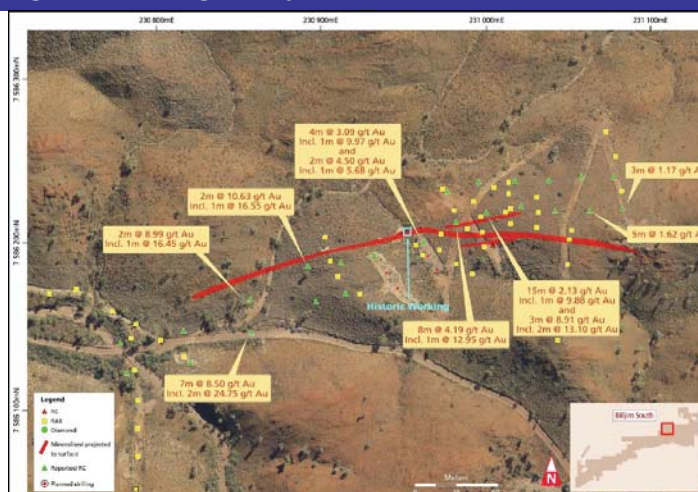 230 800mE
230 900mE
231 000mE
231 100mE
7 586 300mN
7 586 200mN
7 586 100mN
4m @ 3.09 g/t Au
Incl. 1m @ 9.97 g/t Au
and
2m @ 4.50 g/t Au
Incl. 1m @ 5.68 g/t Au
3m @ 1.17 g/t Au
2m @ 10.63 g/t Au
Incl. 1m @ 16.55 g/t Au
2m @ 8.99 g/t Au
Incl. 1m @ 16.45 g/t Au
5m @ 1.62 g/t Au
15m @ 2.13 g/t Au
Incl. 1m @ 9.88 g/t Au
and
3m @ 8.91 g/t Au
Incl. 2m @ 13.10 g/t Au
Historic Working
8m @ 4.19 g/t Au
Incl. 1m @ 12.95 g/t Au
7m @ 8.50 g/t Au
Incl. 2m @ 24.75 g/t Au
Legend
RC
RAB
Diamond
Mineralised projected
to surface
Reported RC
Planned drilling
Metres
N
Billjim South